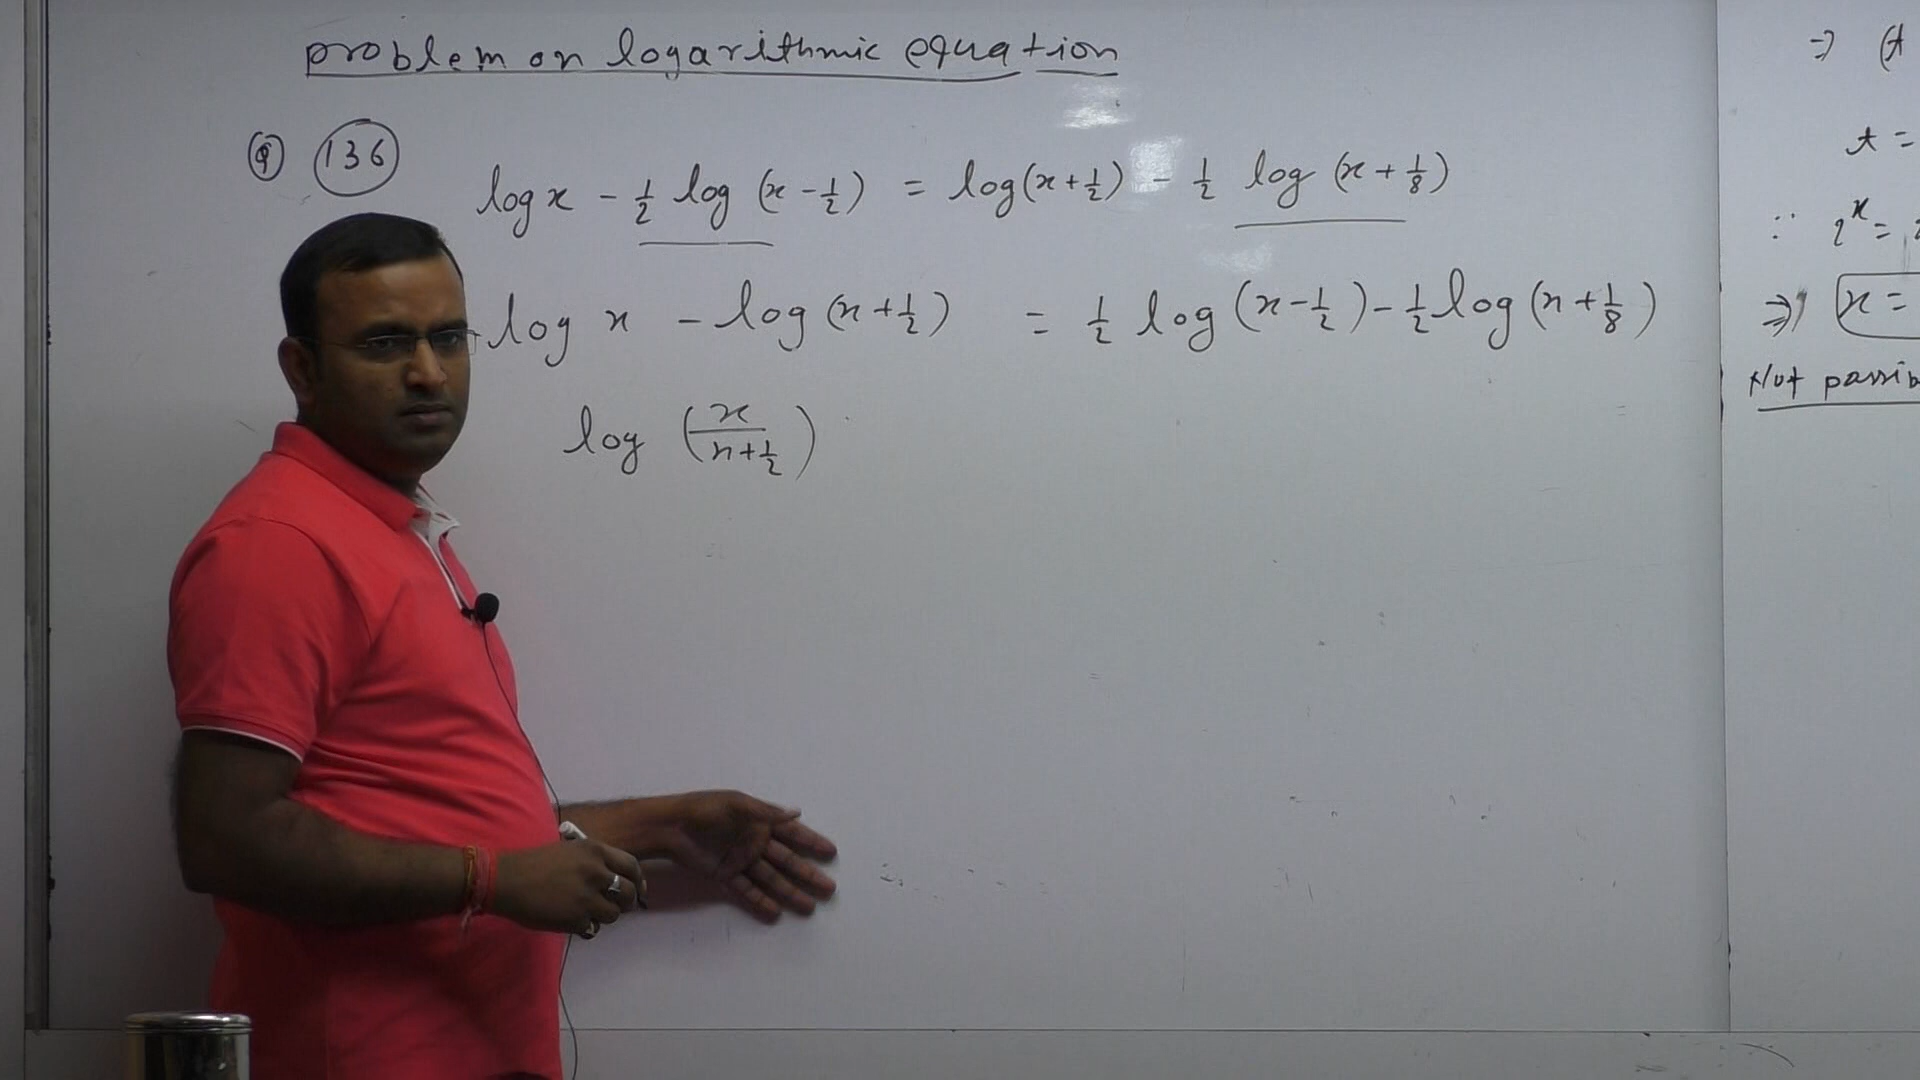 problem on logarithmic equation
Q 136 log x - 1/2 log (x - 1/2) = log(x + 1/2) - 1/2 log (x + 1/8)
log x - log (x + 1/2) = 1/2 log (x - 1/2) - 1/2 log (x + 1/8)
log (x / (x + 1/2))
⇒ (t
t =
∵ 2^x =
⇒ x =
Not